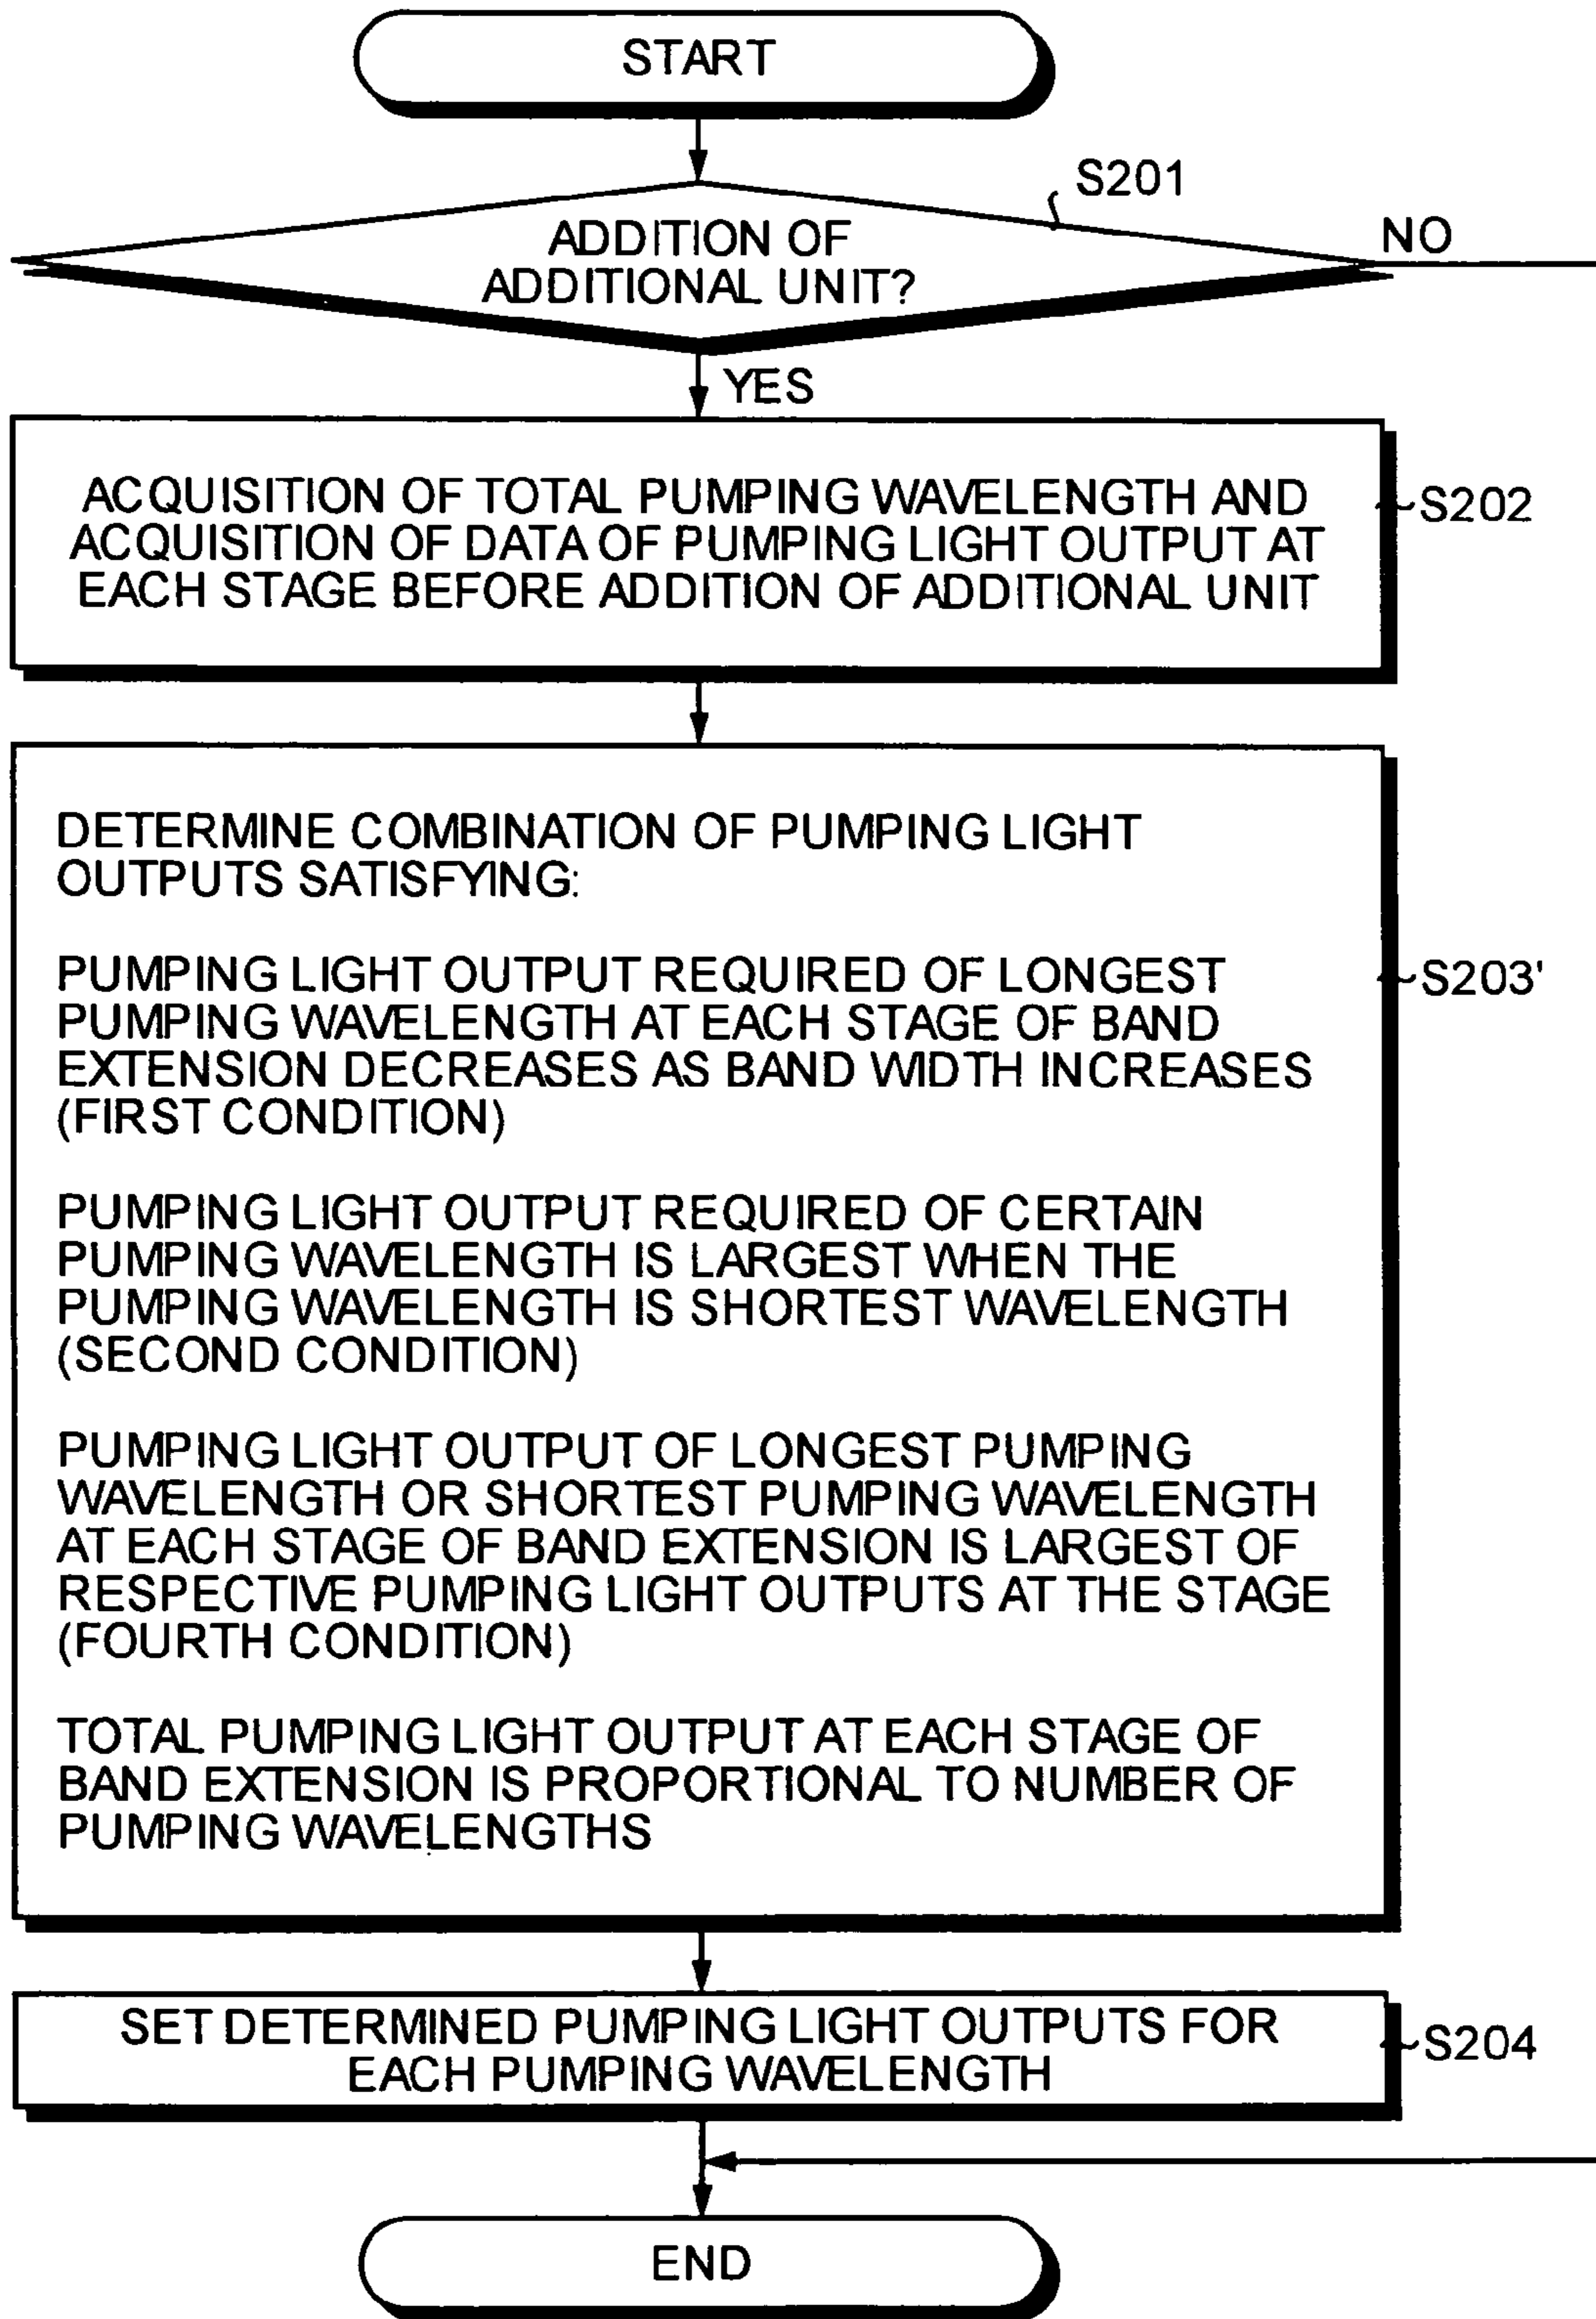 START
S201
ADDITION OF
ADDITIONAL UNIT?
NO
YES
ACQUISITION OF TOTAL PUMPING WAVELENGTH AND
ACQUISITION OF DATA OF PUMPING LIGHT OUTPUT AT
EACH STAGE BEFORE ADDITION OF ADDITIONAL UNIT
S202
DETERMINE COMBINATION OF PUMPING LIGHT
OUTPUTS SATISFYING:
PUMPING LIGHT OUTPUT REQUIRED OF LONGEST
PUMPING WAVELENGTH AT EACH STAGE OF BAND
EXTENSION DECREASES AS BAND WIDTH INCREASES
(FIRST CONDITION)
S203'
PUMPING LIGHT OUTPUT REQUIRED OF CERTAIN
PUMPING WAVELENGTH IS LARGEST WHEN THE
PUMPING WAVELENGTH IS SHORTEST WAVELENGTH
(SECOND CONDITION)
PUMPING LIGHT OUTPUT OF LONGEST PUMPING
WAVELENGTH OR SHORTEST PUMPING WAVELENGTH
AT EACH STAGE OF BAND EXTENSION IS LARGEST OF
RESPECTIVE PUMPING LIGHT OUTPUTS AT THE STAGE
(FOURTH CONDITION)
TOTAL PUMPING LIGHT OUTPUT AT EACH STAGE OF
BAND EXTENSION IS PROPORTIONAL TO NUMBER OF
PUMPING WAVELENGTHS
SET DETERMINED PUMPING LIGHT OUTPUTS FOR
EACH PUMPING WAVELENGTH
S204
END